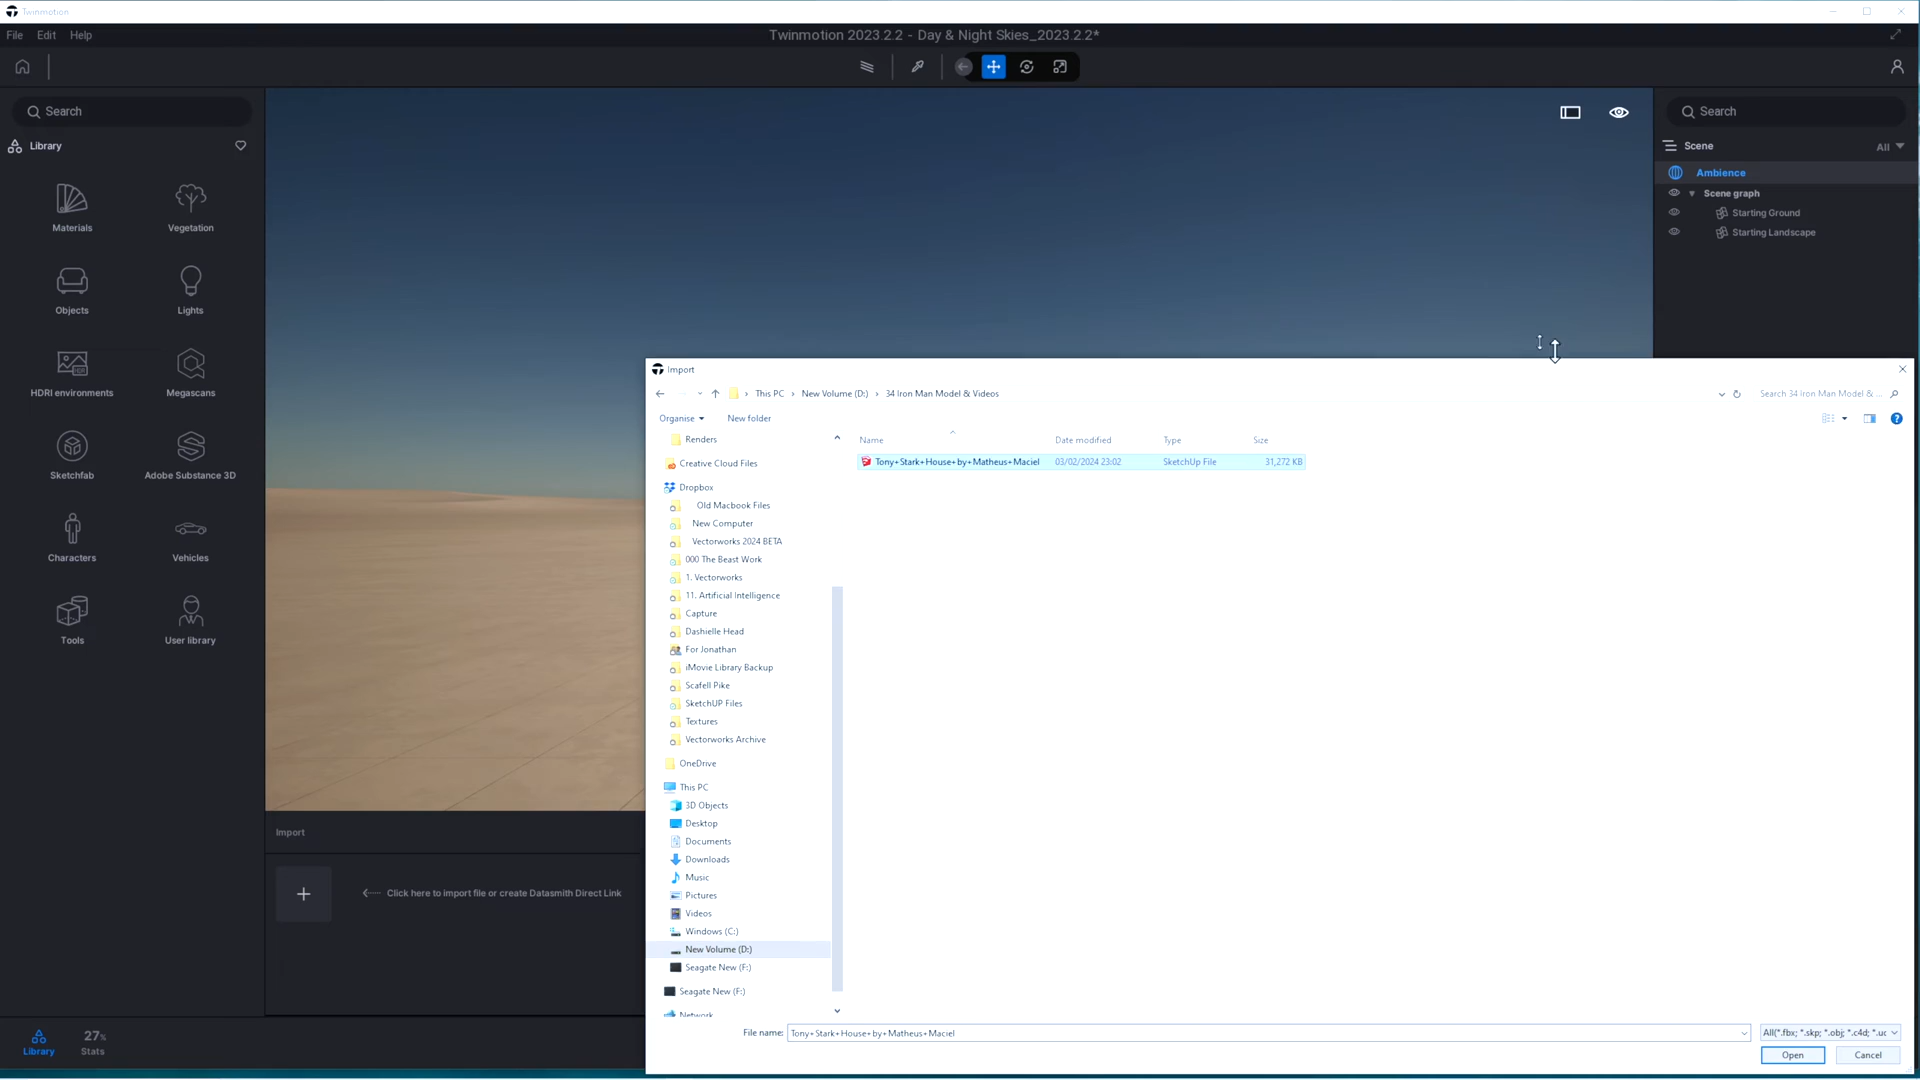 Twinmotion
File Edit Help
Twinmotion 2023.2.2 - Day & Night Skies_2023.2.2*
Search
Library
Materials
Vegetation
Objects
Lights
HDRI environments
Megascans
Sketchfab
Adobe Substance 3D
Characters
Vehicles
Tools
User library
Library
27%
Stats
Import
Click here to import file or create Datasmith Direct Link
Search
Scene
All
Ambience
Scene graph
Starting Ground
Starting Landscape
Import
This PC > New Volume (D:) > 34 Iron Man Model & Videos
Search 34 Iron Man Model & ...
Organise
New folder
Renders
Creative Cloud Files
Dropbox
Old Macbook Files
New Computer
Vectorworks 2024 BETA
000 The Beast Work
1. Vectorworks
11. Artificial Intelligence
Capture
Dashielle Head
For Jonathan
iMovie Library Backup
Scafell Pike
SketchUP Files
Textures
Vectorworks Archive
OneDrive
This PC
3D Objects
Desktop
Documents
Downloads
Music
Pictures
Videos
Windows (C:)
New Volume (D:)
Seagate New (F:)
Seagate New (F:)
Network
Name Date modified Type Size
Tony+Stark+House+by+Matheus+Maciel 03/02/2024 23:02 SketchUp File 31,272 KB
File name: Tony+Stark+House+by+Matheus+Maciel
All(*.fbx; *.skp; *.obj; *.c4d; *.uc
Open
Cancel